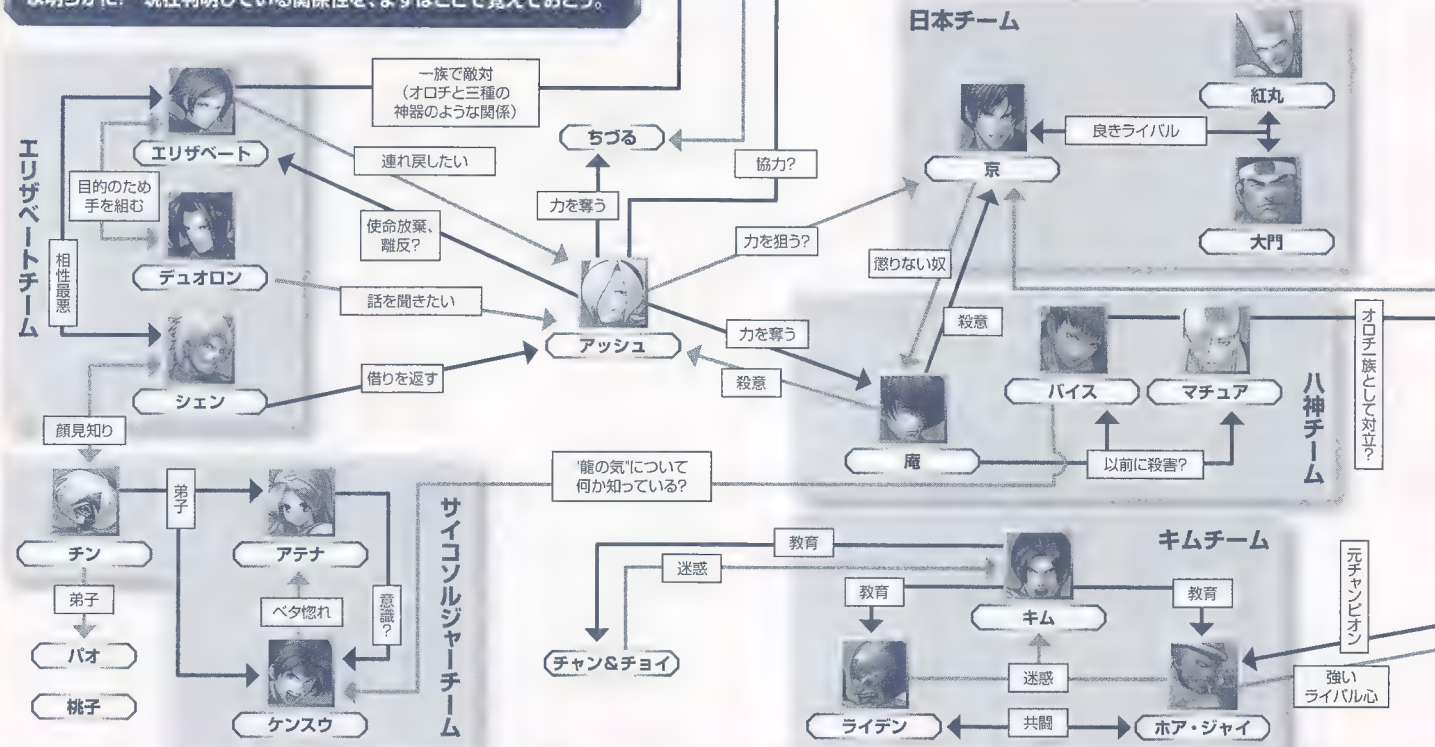 は明らかに! 現在判明している関係性を、まずはここで覚えておこう。
エリザベートチーム
エリザベート
目的のため
手を組む
デュオロン
相性最悪
シェン
顔見知り
一族で敵対
(オロチと三種の
神器のような関係)
連れ戻したい
使命放棄、
離反?
話を聞きたい
借りを返す
ちづる
力を奪う
協力?
アッシュ
力を狙う?
力を奪う
殺意
日本チーム
紅丸
良きライバル
京
大門
懲りない奴
殺意
八神チーム
バイス
マチュア
庵
以前に殺害?
オロチ一族として対立?
サイコソルジャーチーム
チン
弟子
アテナ
弟子
パオ
桃子
ベタ惚れ
意識?
ケンスウ
"龍の気"について
何か知っている?
キムチーム
教育
迷惑
キム
教育
教育
チャン&チョイ
迷惑
ライデン
共闘
ホア・ジャイ
元チャンピオン
強い
ライバル心